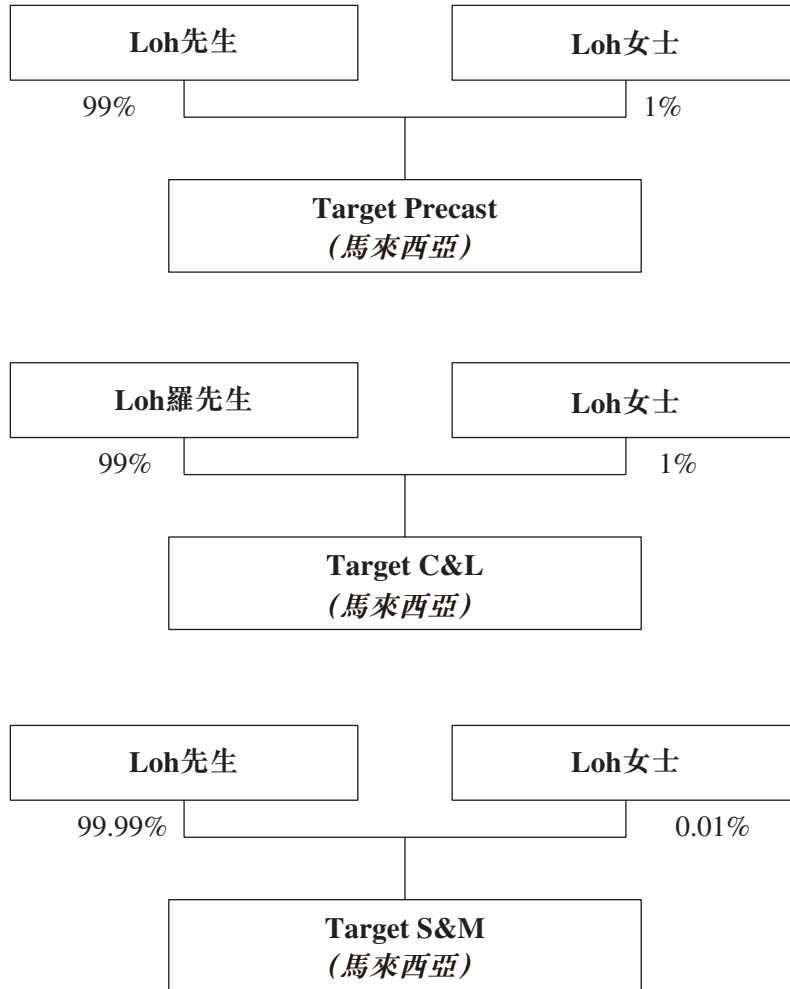 Loh先生
Loh女士
99%
1%
Target Precast
(馬來西亞)
Loh羅先生
Loh女士
99%
1%
Target C&L
(馬來西亞)
Loh先生
Loh女士
99.99%
0.01%
Target S&M
(馬來西亞)